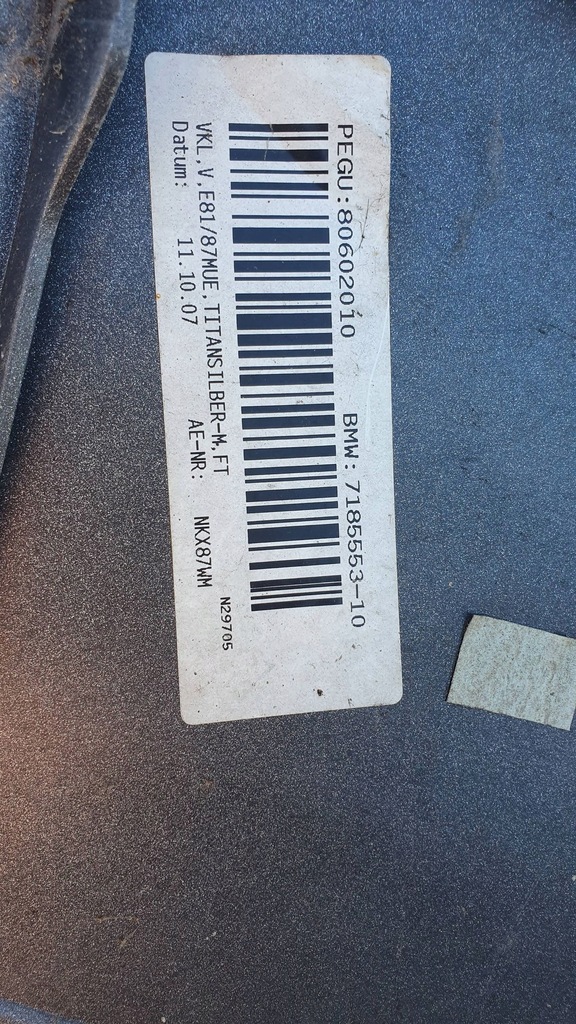 PEGU:80602010 BMW: 7185553-10
VKL,V,E81/87MUE,TITANSILBER-M,FT
Datum: 11.10.07 AE-NR: NKX87WM
N29705